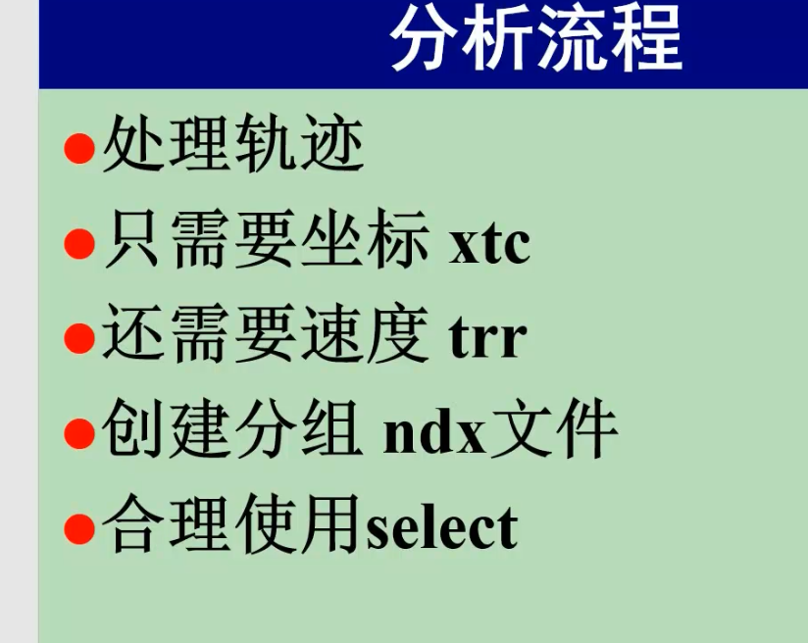 分析流程
处理轨迹
只需要坐标 xtc
还需要速度 trr
创建分组 ndx文件
合理使用select